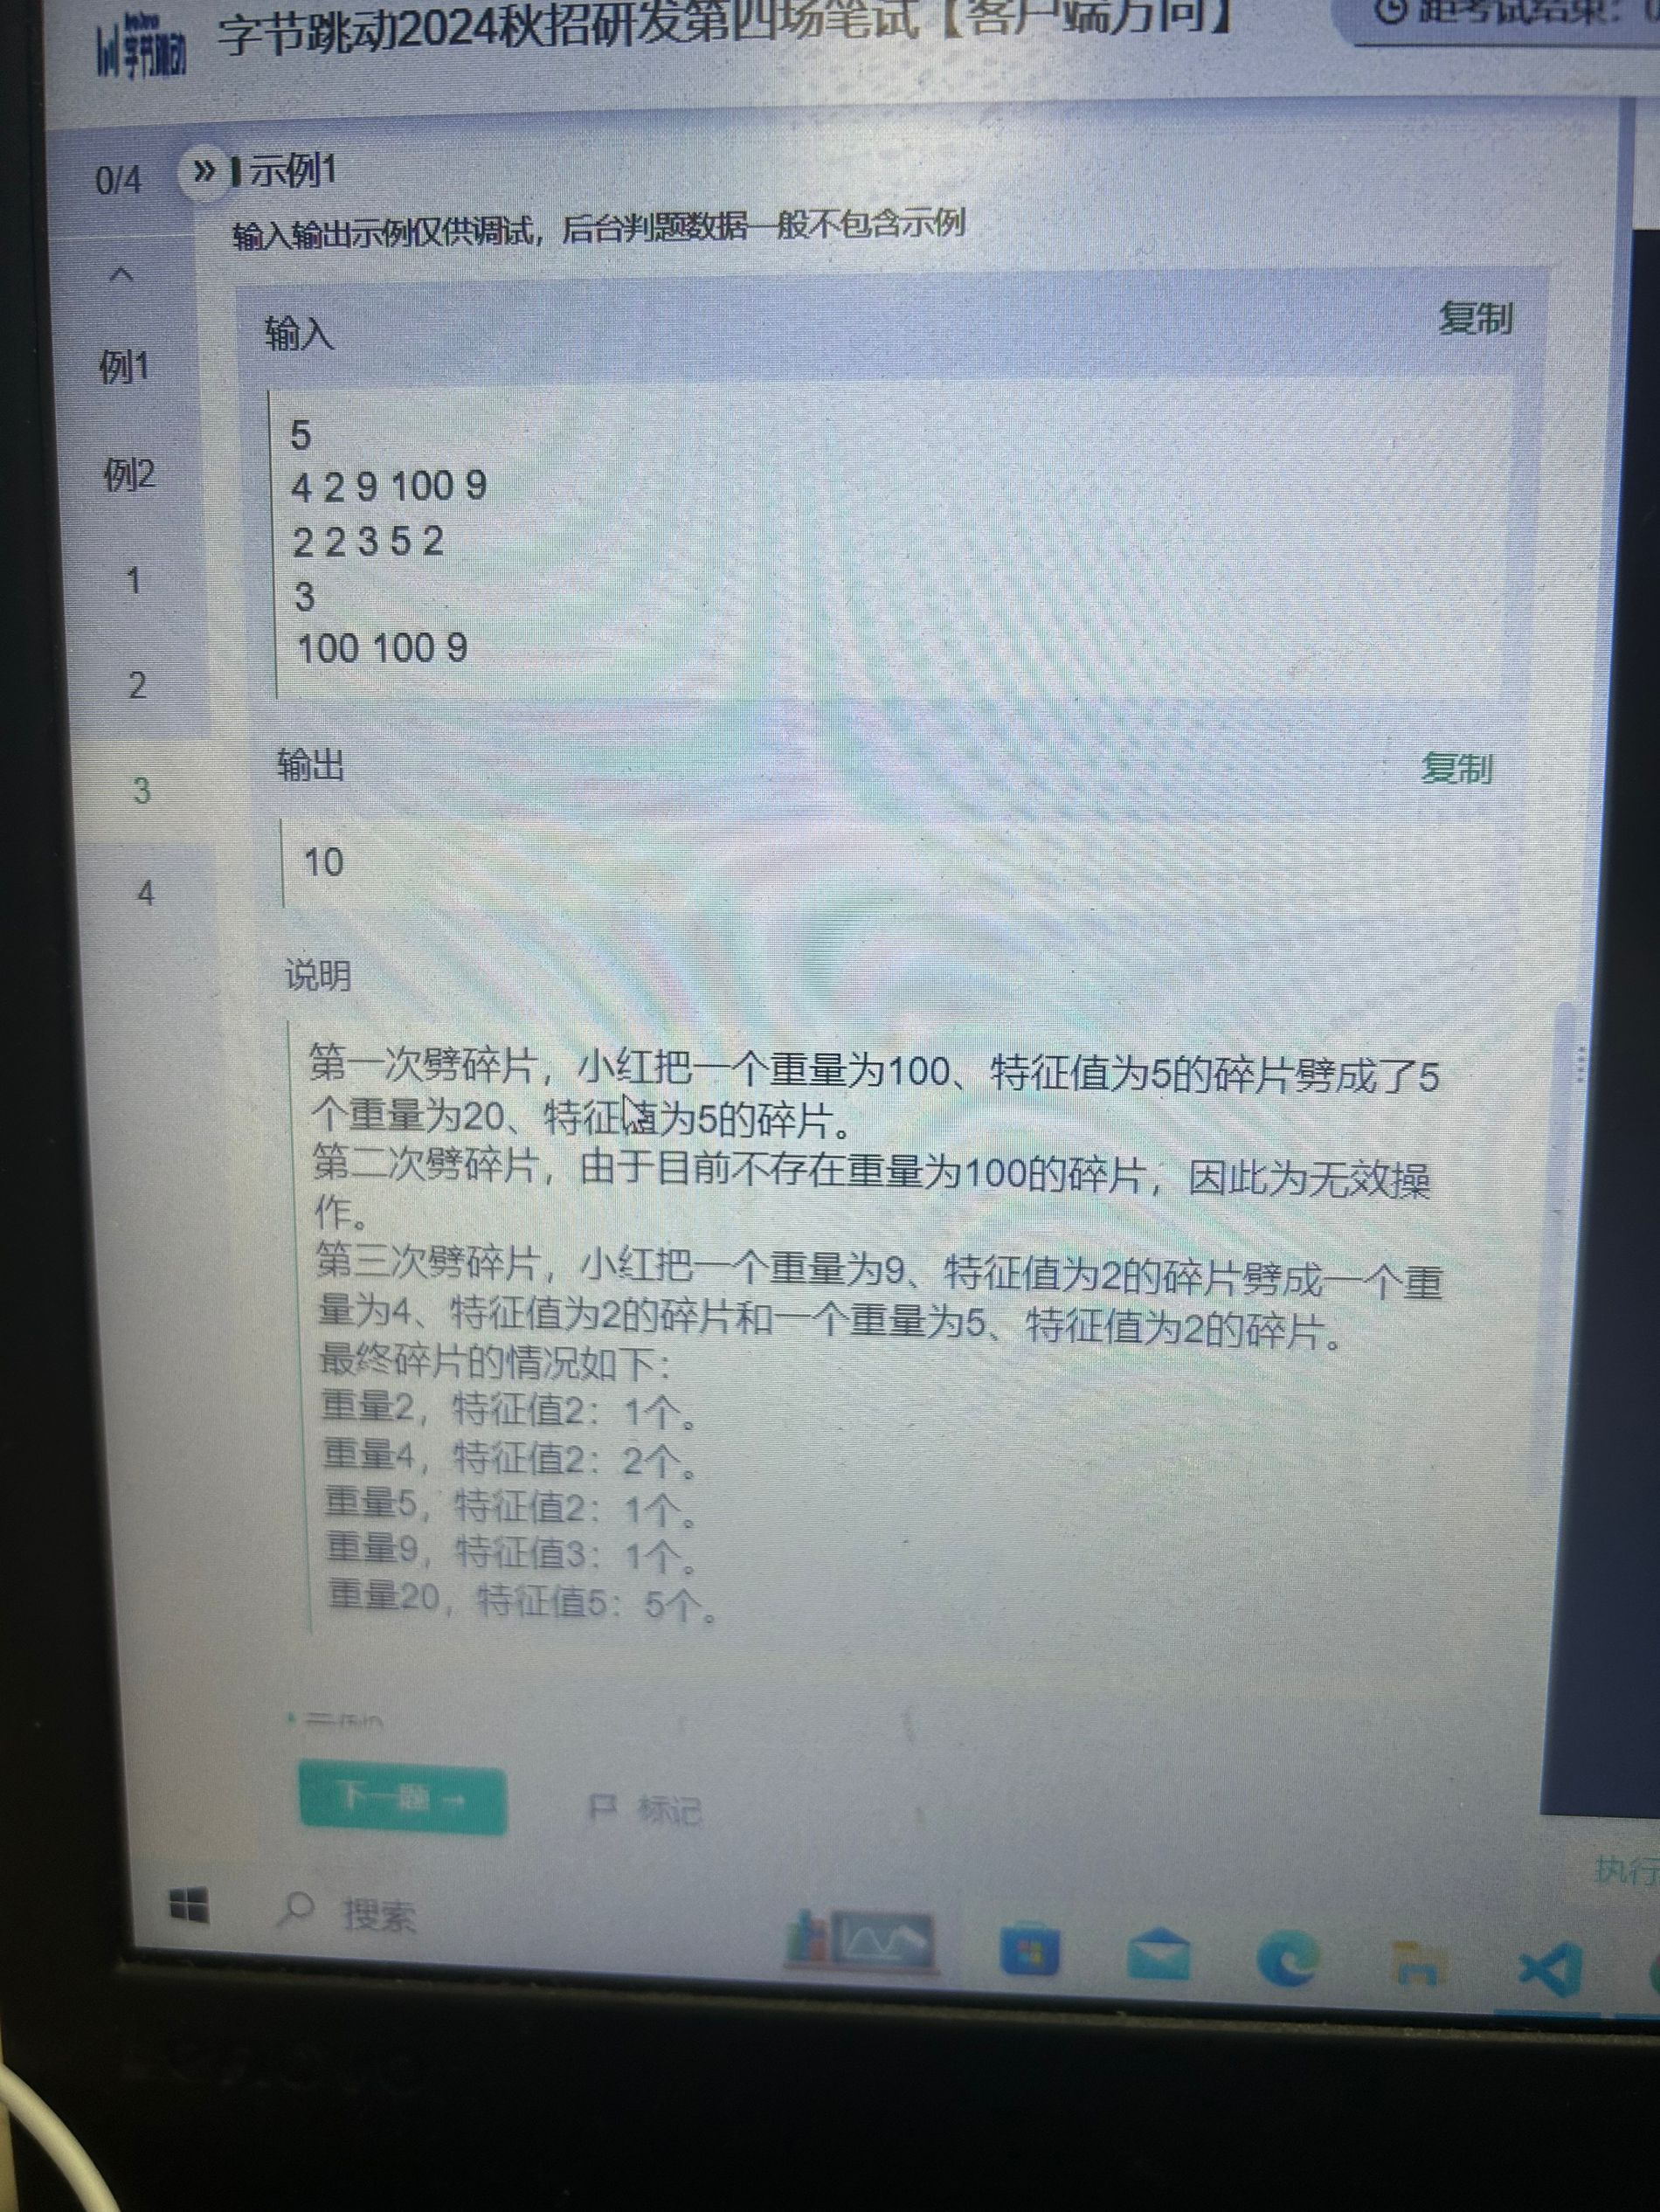 字节跳动
字节跳动2024秋招研发第四场笔试【客户端方向】
距考试结束：
0/4
示例1
输入输出示例仅供调试，后台判题数据一般不包含示例
例1
例2
1
2
3
4
输入
复制
5
4 2 9 100 9
2 2 3 5 2
3
100 100 9
输出
复制
10
说明
第一次劈碎片，小红把一个重量为100、特征值为5的碎片劈成了5
个重量为20、特征值为5的碎片。
第二次劈碎片，由于目前不存在重量为100的碎片，因此为无效操
作。
第三次劈碎片，小红把一个重量为9、特征值为2的碎片劈成一个重
量为4、特征值为2的碎片和一个重量为5、特征值为2的碎片。
最终碎片的情况如下：
重量2，特征值2：1个。
重量4，特征值2：2个。
重量5，特征值2：1个。
重量9，特征值3：1个。
重量20，特征值5：5个。
下一题 →
标记
执行
搜索